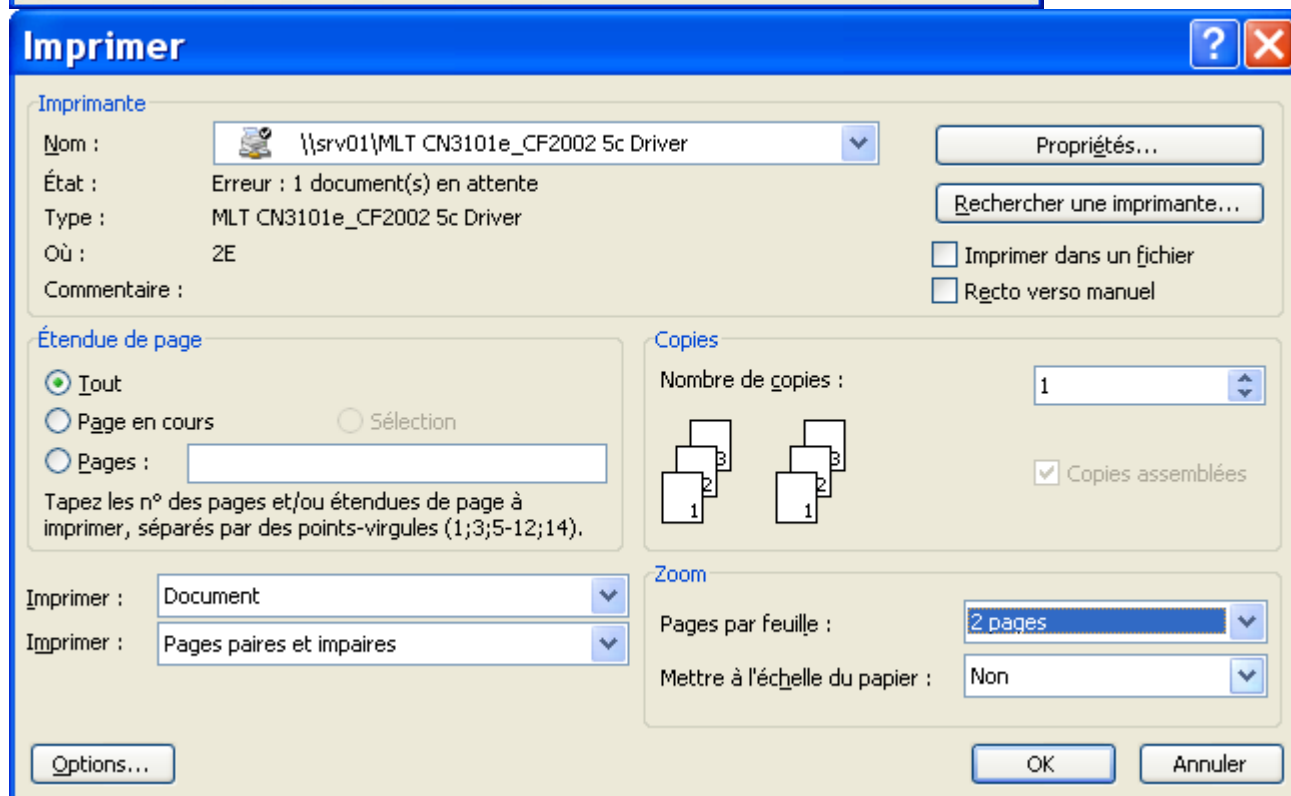 Imprimer
Imprimante
Nom : \\srv01\MLT CN3101e_CF2002 5c Driver
Propriétés...
État : Erreur : 1 document(s) en attente
Rechercher une imprimante...
Type : MLT CN3101e_CF2002 5c Driver
Où : 2E
Imprimer dans un fichier
Commentaire :
Recto verso manuel
Étendue de page
Tout
Page en cours
Sélection
Pages :
Tapez les n° des pages et/ou étendues de page à
imprimer, séparés par des points-virgules (1;3;5-12;14).
Copies
Nombre de copies : 1
3 3
2 2
1 1
Copies assemblées
Imprimer : Document
Imprimer : Pages paires et impaires
Zoom
Pages par feuille : 2 pages
Mettre à l'échelle du papier : Non
Options...
OK
Annuler